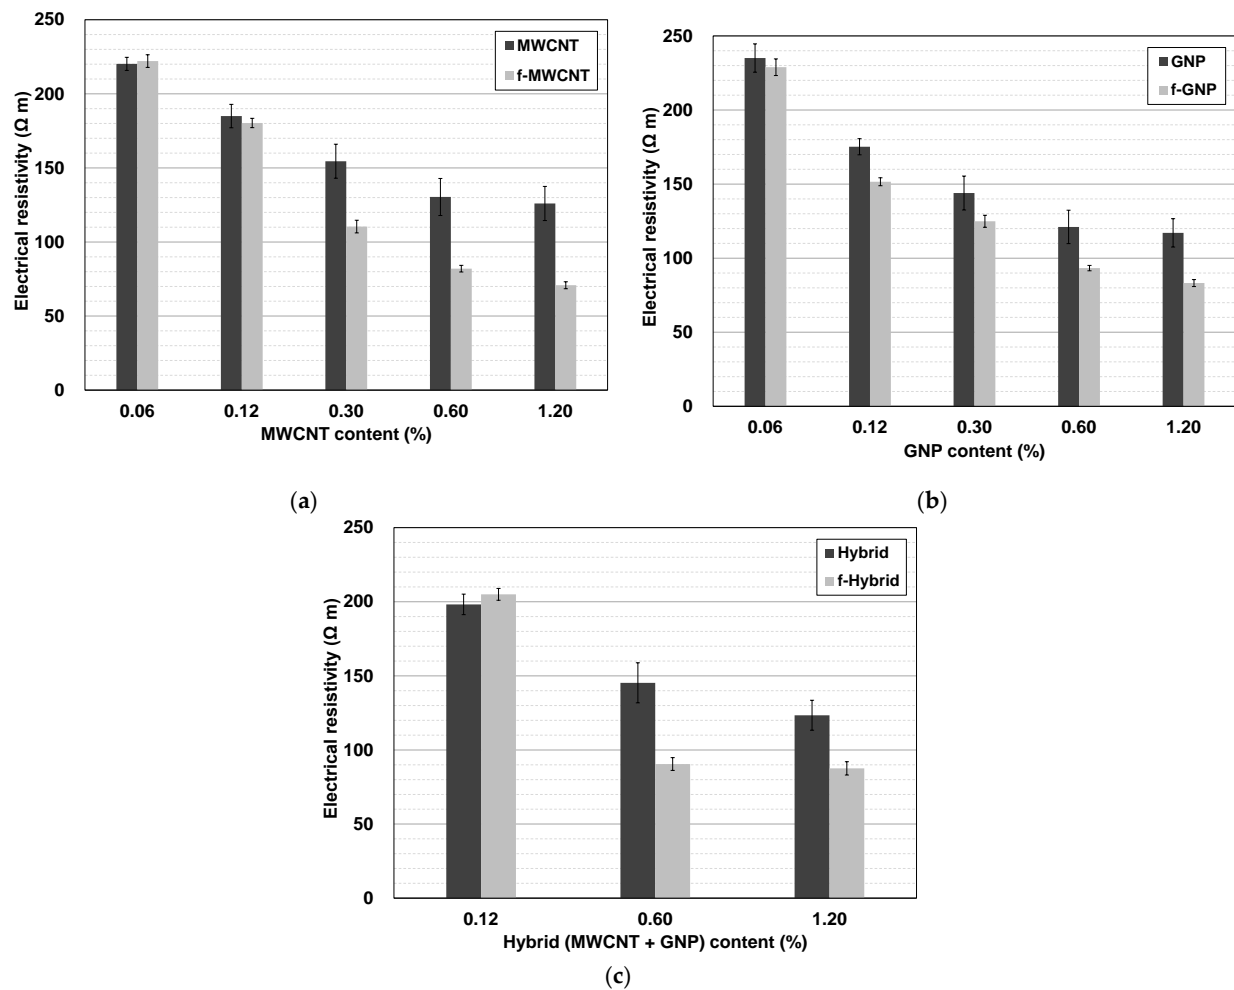 250
200
150
100
50
0
Electrical resistivity (Ω m)
MWCNT
f-MWCNT
0.06 0.12 0.30 0.60 1.20
MWCNT content (%)
(a)
250
200
150
100
50
0
Electrical resistivity (Ω m)
GNP
f-GNP
0.06 0.12 0.30 0.60 1.20
GNP content (%)
(b)
250
200
150
100
50
0
Electrical resistivity (Ω m)
Hybrid
f-Hybrid
0.12 0.60 1.20
Hybrid (MWCNT + GNP) content (%)
(c)